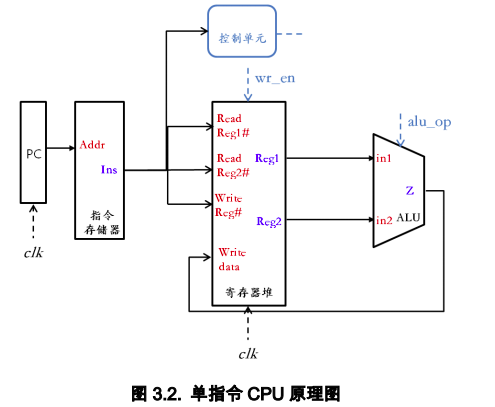 控制单元
wr_en
Read
Reg1#
alu_op
PC
Addr
Ins
Read
Reg2#
Reg1
in1
Write
Reg#
Z
指令
存储器
Reg2
in2
ALU
Write
data
clk
寄存器堆
clk
图 3.2. 单指令 CPU 原理图